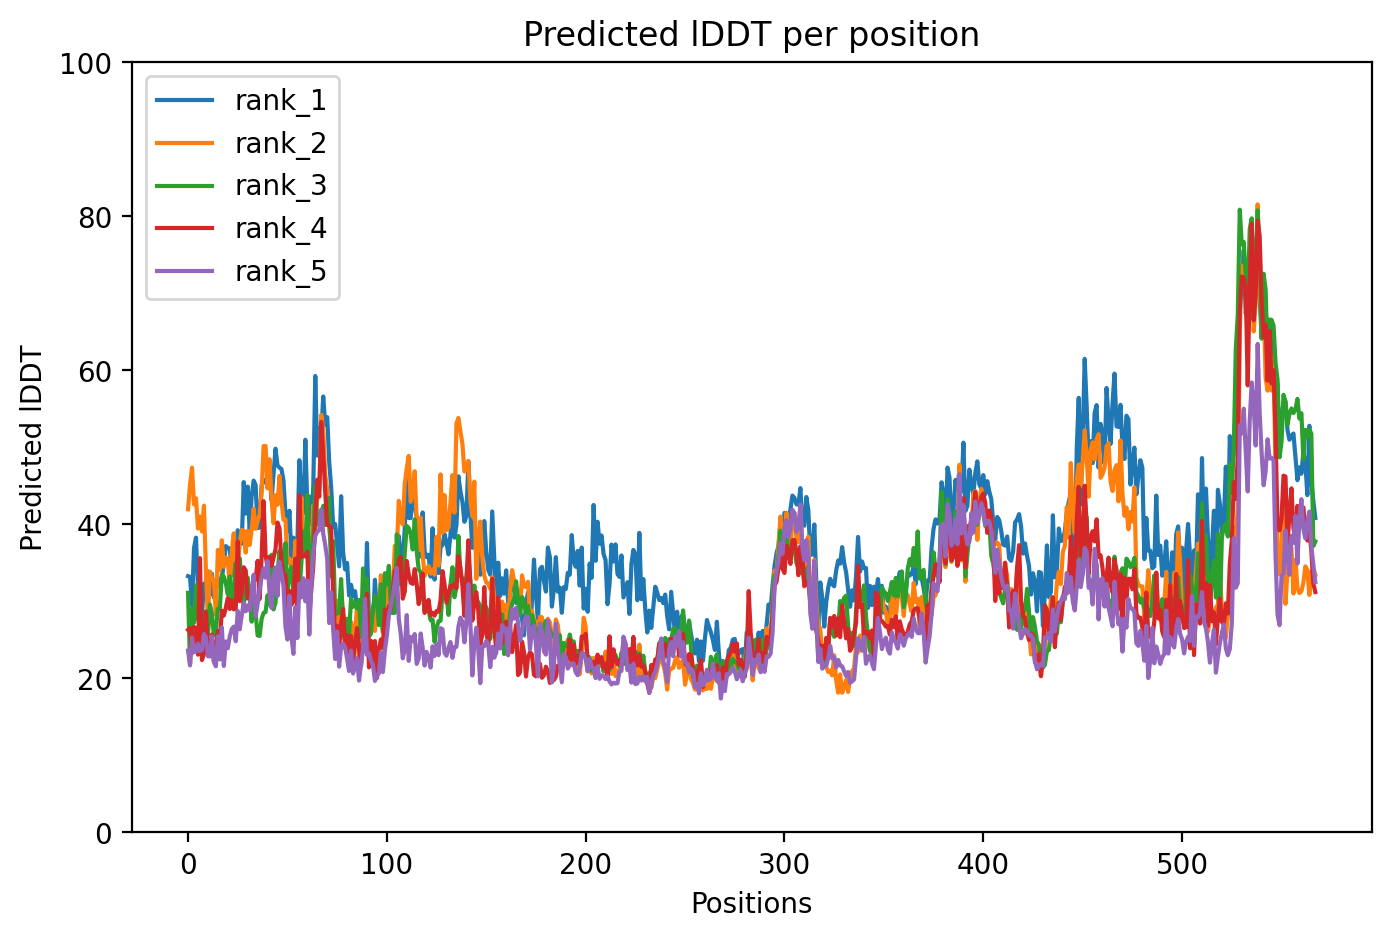 Predicted lDDT per position
100
80
60
40
20
0
Predicted lDDT
rank_1
rank_2
rank_3
rank_4
rank_5
0 100 200 300 400 500
Positions